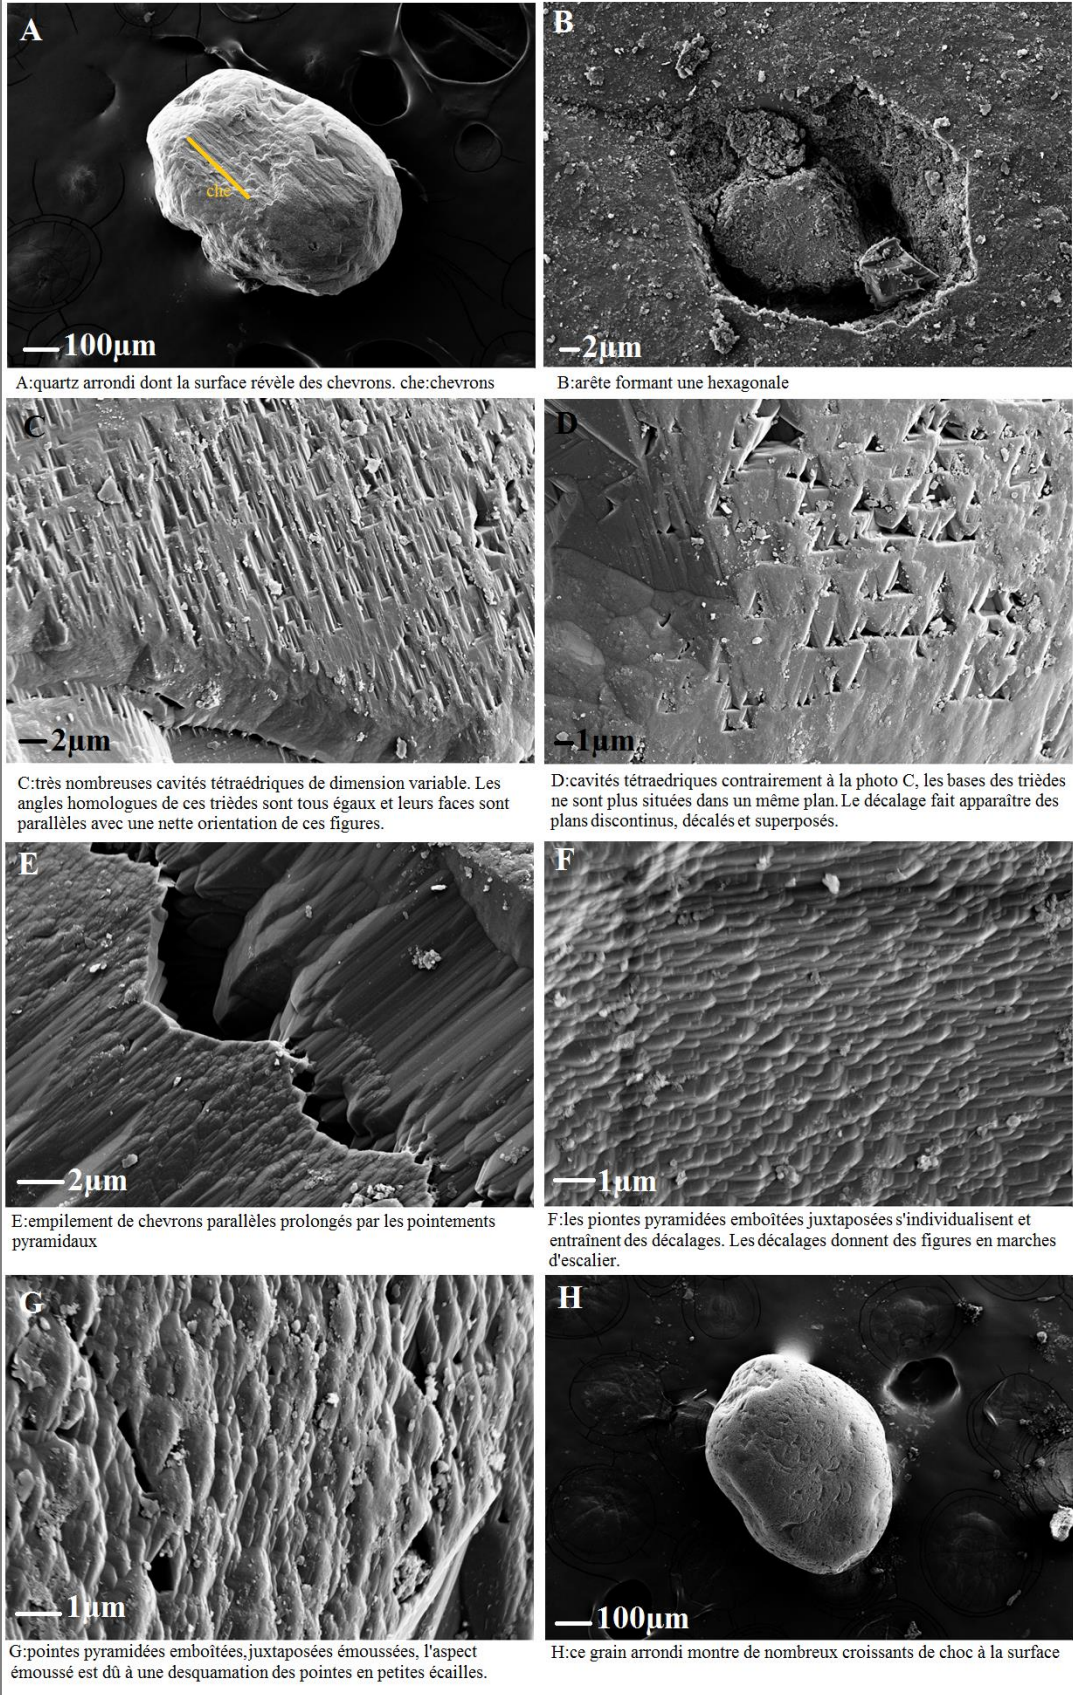 A
che
100µm
A:quartz arrondi dont la surface révèle des chevrons. che:chevrons
B
2µm
B:arête formant une hexagonale
C
2µm
C:très nombreuses cavités tétraédriques de dimension variable. Les
angles homologues de ces trièdes sont tous égaux et leurs faces sont
parallèles avec une nette orientation de ces figures.
D
1µm
D:cavités tétraedriques contrairement à la photo C, les bases des trièdes
ne sont plus situées dans un même plan. Le décalage fait apparaître des
plans discontinus, décalés et superposés.
E
2µm
E:empilement de chevrons parallèles prolongés par les pointements
pyramidaux
F
1µm
F:les piontes pyramidées emboîtées juxtaposées s'individualisent et
entraînent des décalages. Les décalages donnent des figures en marches
d'escalier.
G
1µm
G:pointes pyramidées emboîtées,juxtaposées émoussées, l'aspect
émoussé est dû à une desquamation des pointes en petites écailles.
H
100µm
H:ce grain arrondi montre de nombreux croissants de choc à la surface